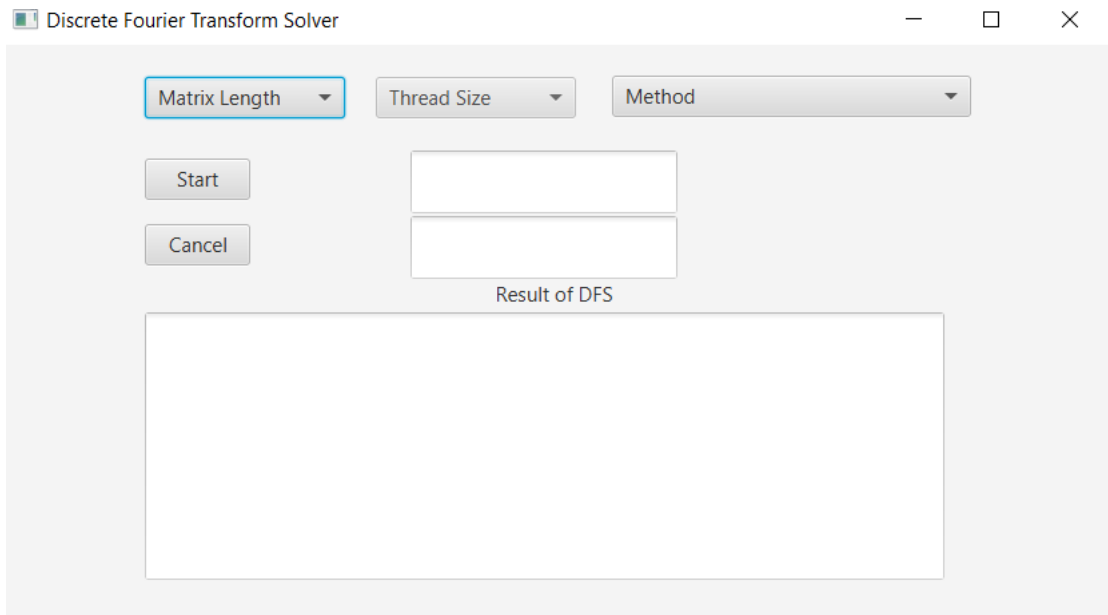 Discrete Fourier Transform Solver
Matrix Length Thread Size Method
Start
Cancel
Result of DFS